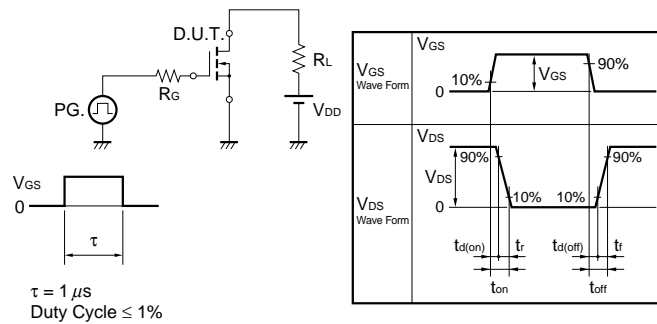 D.U.T.
RL
RG
PG.
VDD
VGS
0
τ
τ = 1 μs
Duty Cycle ≤ 1%
VGS
Wave Form
VGS
10%
0
VGS
90%
VDS
Wave Form
VDS
90%
VDS
0
10%
10%
90%
td(on)
tr
td(off)
tf
ton
toff